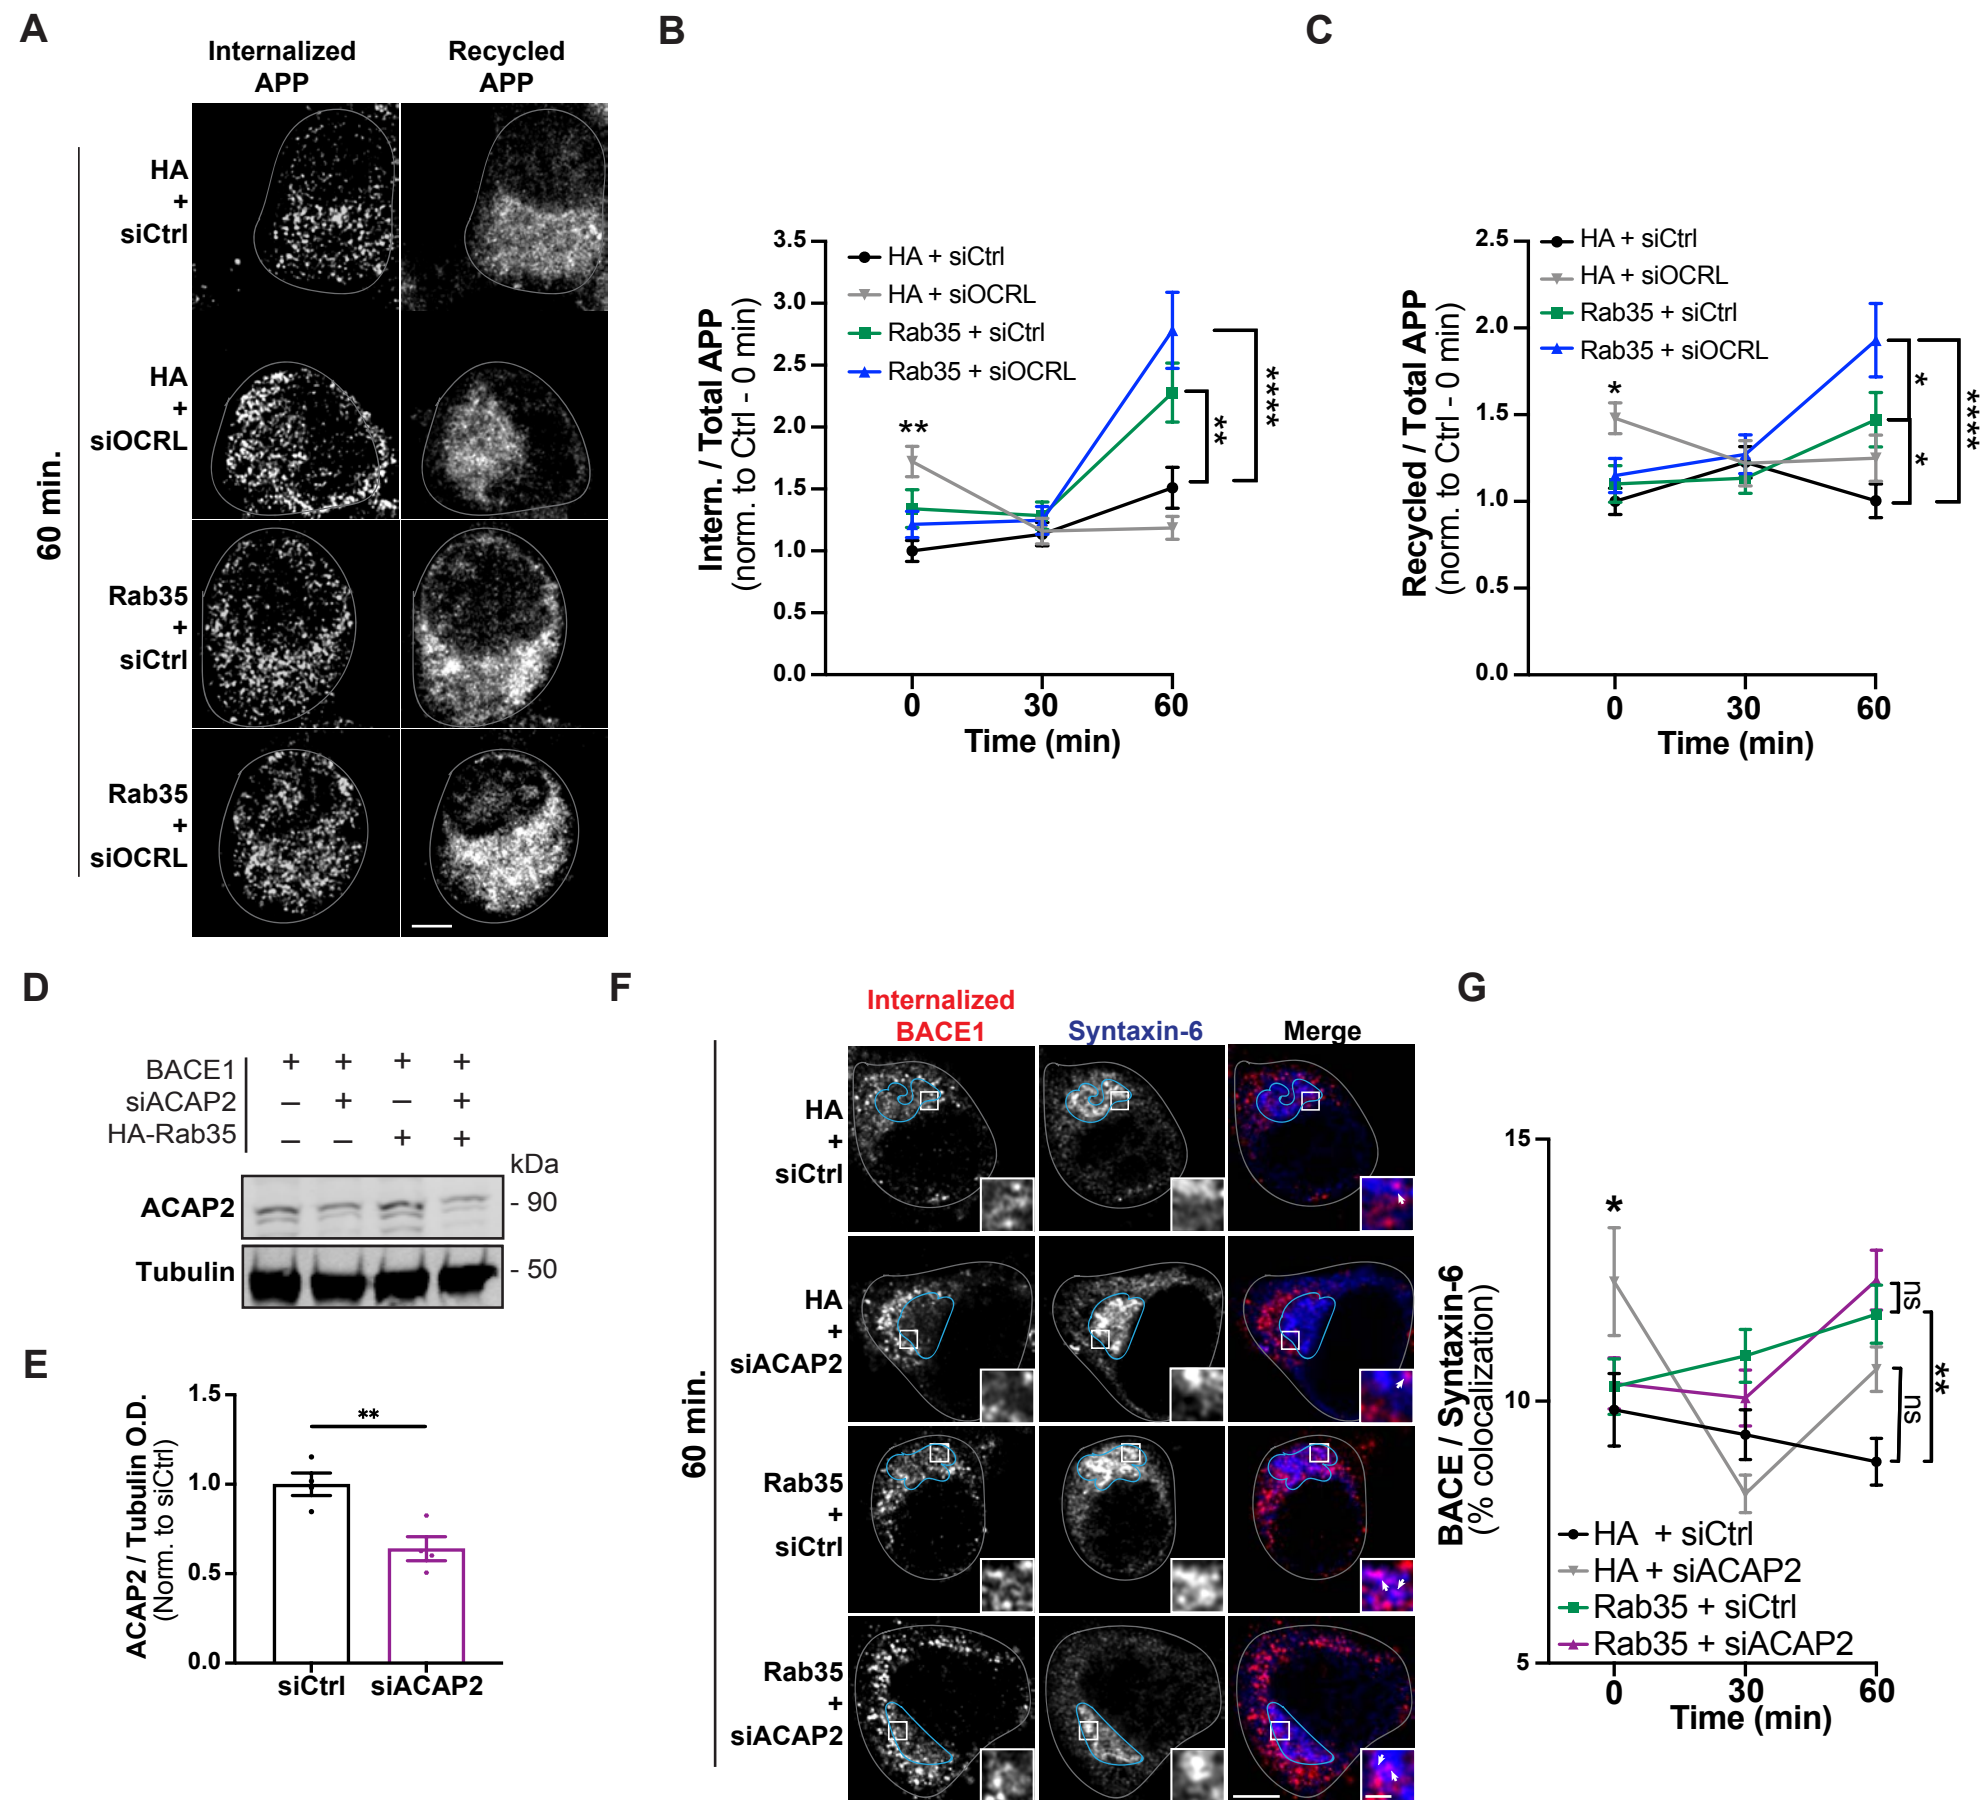 A
Internalized
APP
Recycled
APP
60 min.
HA
+
siCtrl
HA
+
siOCRL
Rab35
+
siCtrl
Rab35
+
siOCRL
B
Intern. / Total APP
(norm. to Ctrl - 0 min)
3.5
3.0
2.5
2.0
1.5
1.0
0.5
0.0
HA + siCtrl
HA + siOCRL
Rab35 + siCtrl
Rab35 + siOCRL
**
**
****
0 30 60
Time (min)
C
Recycled / Total APP
(norm. to Ctrl - 0 min)
2.5
2.0
1.5
1.0
0.5
0.0
HA + siCtrl
HA + siOCRL
Rab35 + siCtrl
Rab35 + siOCRL
*
*
*
****
0 30 60
Time (min)
D
BACE1 + + + +
siACAP2 – + – +
HA-Rab35 – – + +
kDa
ACAP2 - 90
Tubulin - 50
E
ACAP2 / Tubulin O.D.
(Norm. to siCtrl)
1.5
1.0
0.5
0.0
**
siCtrl siACAP2
F
Internalized
BACE1
Syntaxin-6
Merge
60 min.
HA
+
siCtrl
HA
+
siACAP2
Rab35
+
siCtrl
Rab35
+
siACAP2
G
BACE / Syntaxin-6
(% colocalization)
15
10
5
*
ns
ns
**
HA + siCtrl
HA + siACAP2
Rab35 + siCtrl
Rab35 + siACAP2
0 30 60
Time (min)